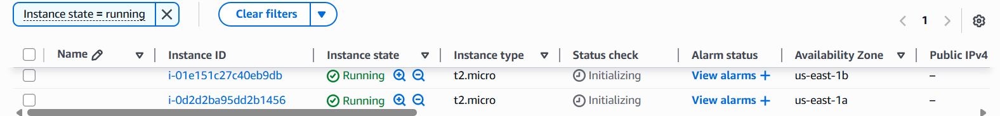 Instance state = running
Clear filters
1
Name Instance ID Instance state Instance type Status check Alarm status Availability Zone Public IPv4
i-01e151c27c40eb9db Running t2.micro Initializing View alarms + us-east-1b –
i-0d2d2ba95dd2b1456 Running t2.micro Initializing View alarms + us-east-1a –